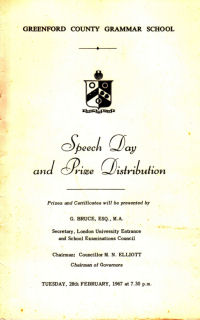 GREENFORD COUNTY GRAMMAR SCHOOL
Speech Day
and Prize Distribution
Prizes and Certificates will be presented by
G. BRUCE, ESQ., M.A.
Secretary, London University Entrance
and School Examinations Council
Chairman: Councillor M. N. ELLIOTT
Chairman of Governors
TUESDAY, 28th FEBRUARY, 1967 at 7.30 p.m.